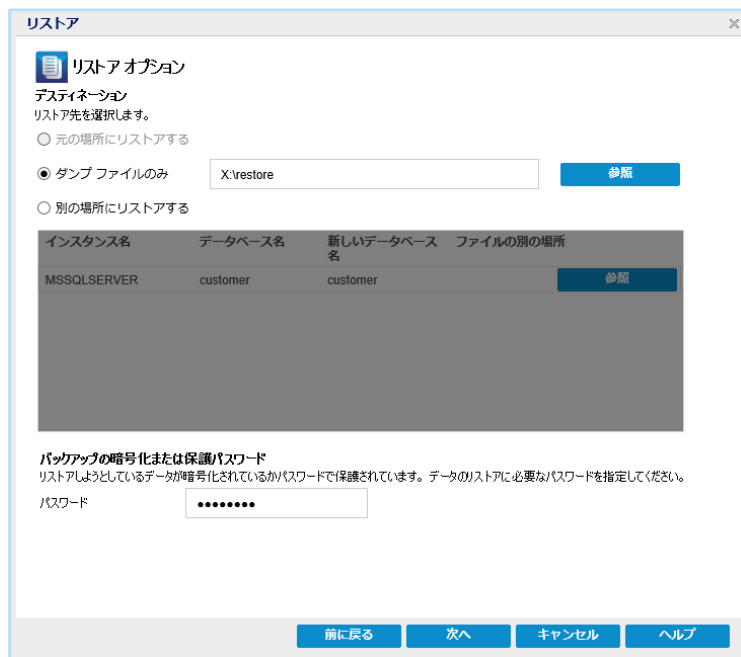 リストア
リストア オプション
デスティネーション
リストア先を選択します。
元の場所にリストアする
ダンプ ファイルのみ X:\restore 参照
別の場所にリストアする
インスタンス名 データベース名 新しいデータベース名 ファイルの別の場所
MSSQLSERVER customer customer 参照
バックアップの暗号化または保護パスワード
リストアしようとしているデータが暗号化されているかパスワードで保護されています。データのリストアに必要なパスワードを指定してください。
パスワード ●●●●●●●●
前に戻る 次へ キャンセル ヘルプ